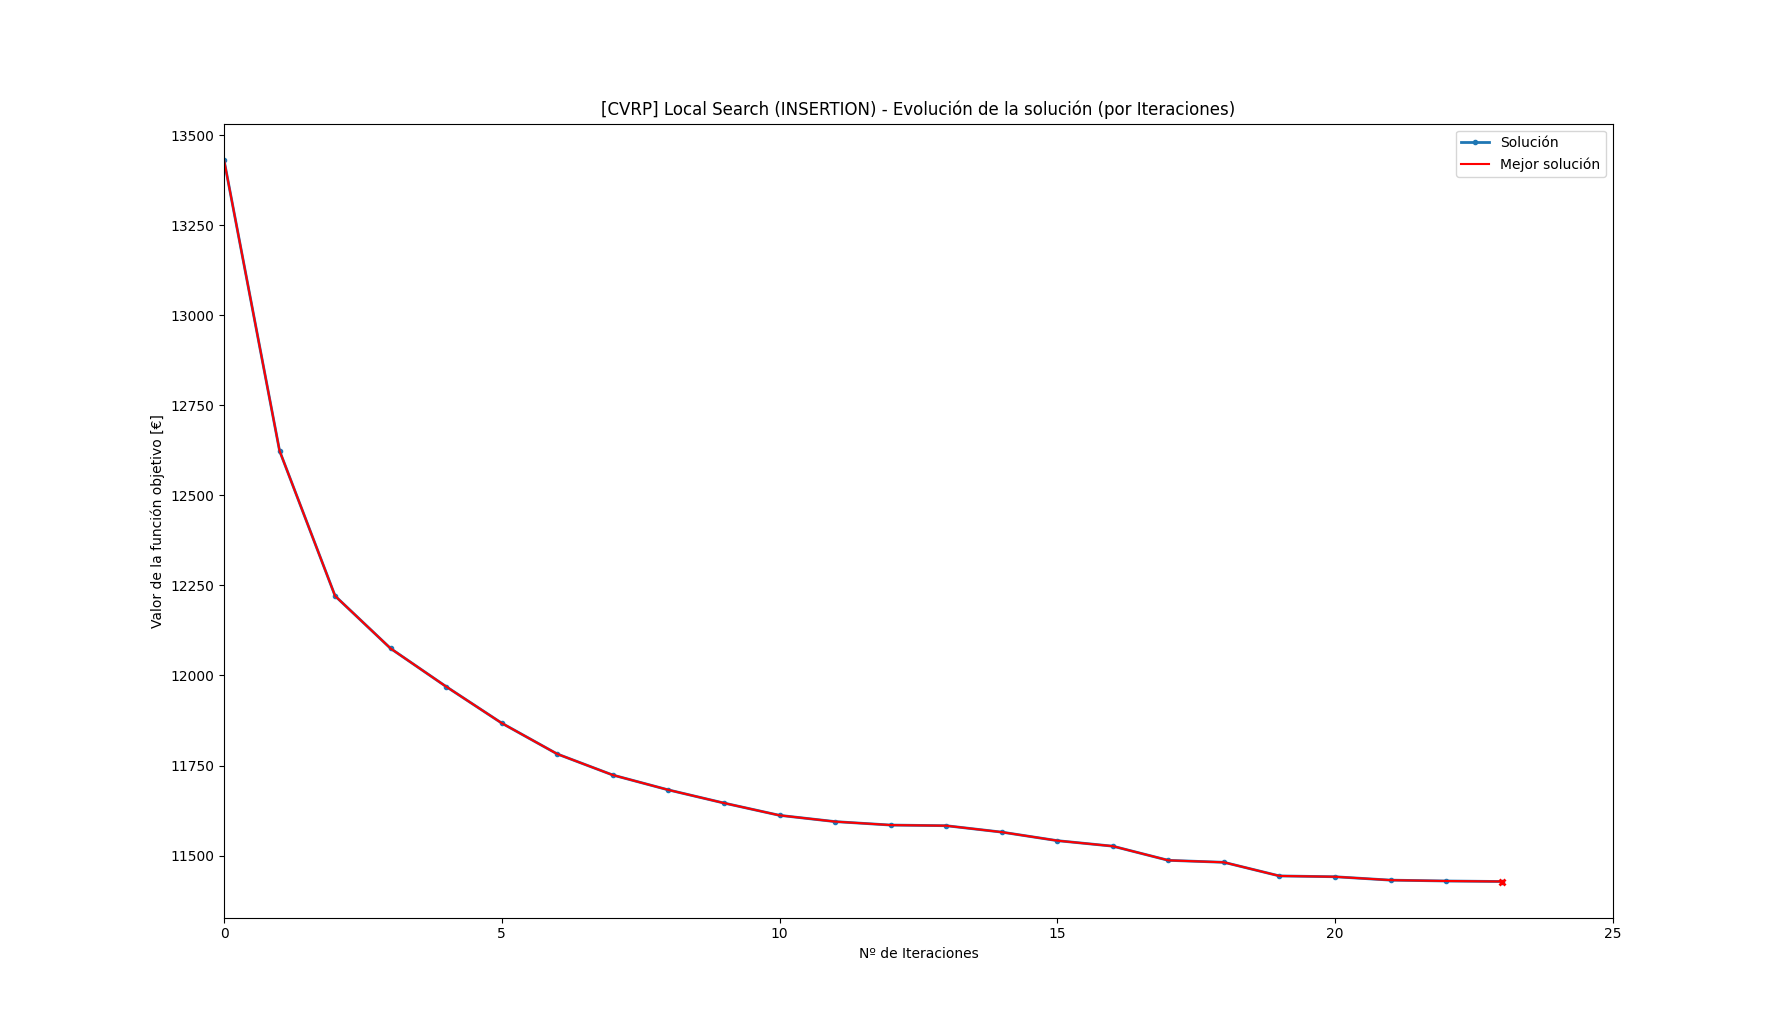 [CVRP] Local Search (INSERTION) - Evolución de la solución (por Iteraciones)
Solución
Mejor solución
Valor de la función objetivo [€]
13500
13250
13000
12750
12500
12250
12000
11750
11500
0 5 10 15 20 25
Nº de Iteraciones